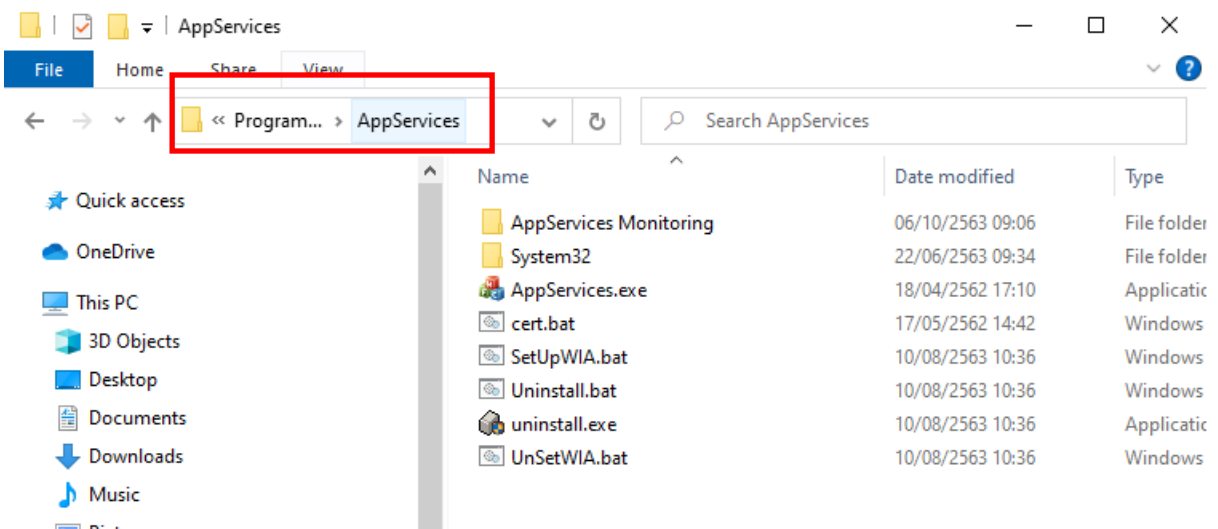 AppServices
File Home Share View
« Program... › AppServices
Search AppServices
Name Date modified Type
Quick access
OneDrive
This PC
3D Objects
Desktop
Documents
Downloads
Music
AppServices Monitoring 06/10/2563 09:06 File folder
System32 22/06/2563 09:34 File folder
AppServices.exe 18/04/2562 17:10 Applicatic
cert.bat 17/05/2562 14:42 Windows
SetUpWIA.bat 10/08/2563 10:36 Windows
Uninstall.bat 10/08/2563 10:36 Windows
uninstall.exe 10/08/2563 10:36 Applicatic
UnSetWIA.bat 10/08/2563 10:36 Windows